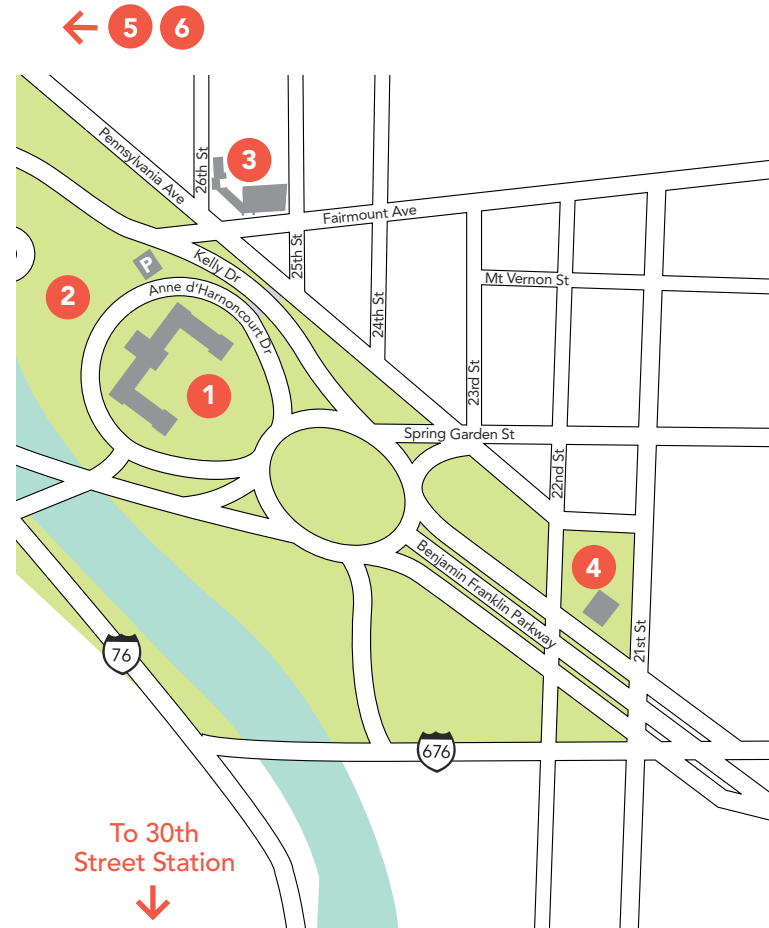 5 6
Pennsylvania Ave
26th St
3
Fairmount Ave
25th St
P
Kelly Dr
Mt Vernon St
2
Anne d'Harnoncourt Dr
24th St
1
23rd St
Spring Garden St
22nd St
4
Benjamin Franklin Parkway
21st St
76
676
To 30th
Street Station